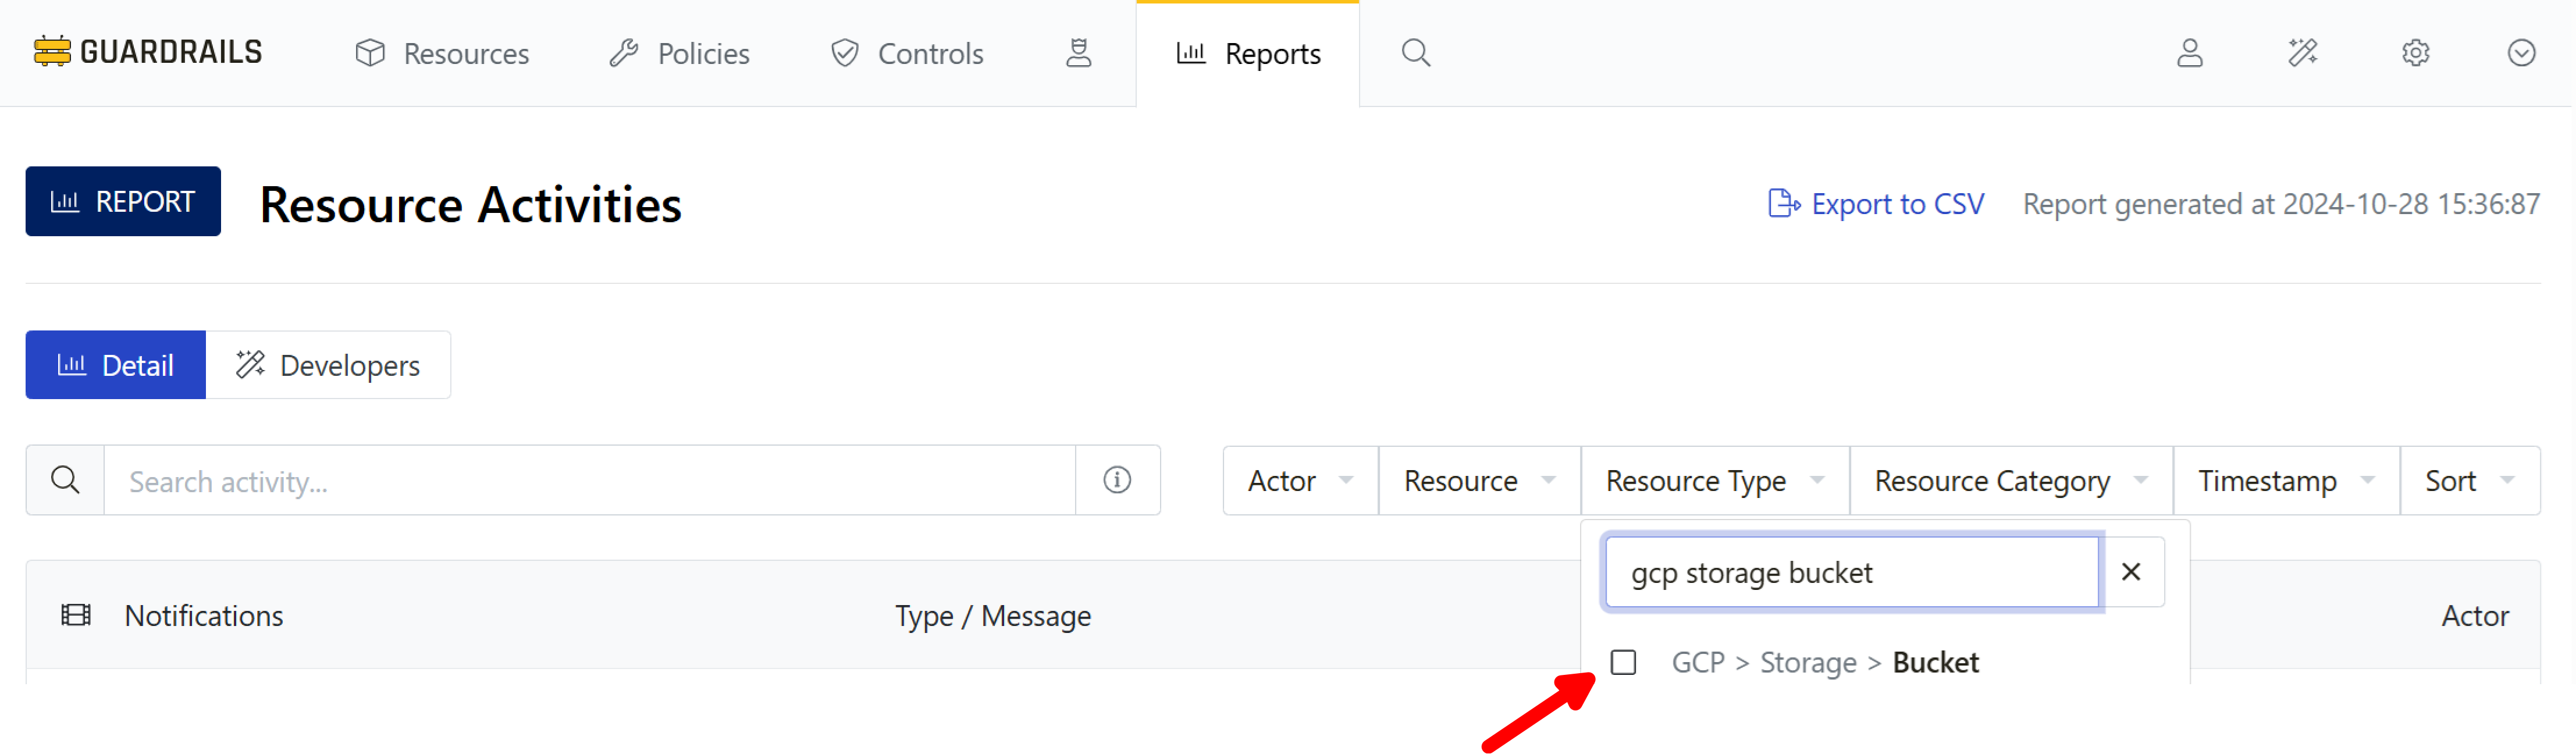 GUARDRAILS Resources Policies Controls Reports
REPORT Resource Activities Export to CSV Report generated at 2024-10-28 15:36:87
Detail Developers
Search activity... Actor Resource Resource Type Resource Category Timestamp Sort
gcp storage bucket
Notifications Type / Message Actor
GCP > Storage > Bucket